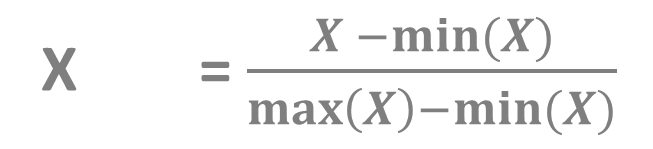 X = X −min(X)
max(X)−min(X)